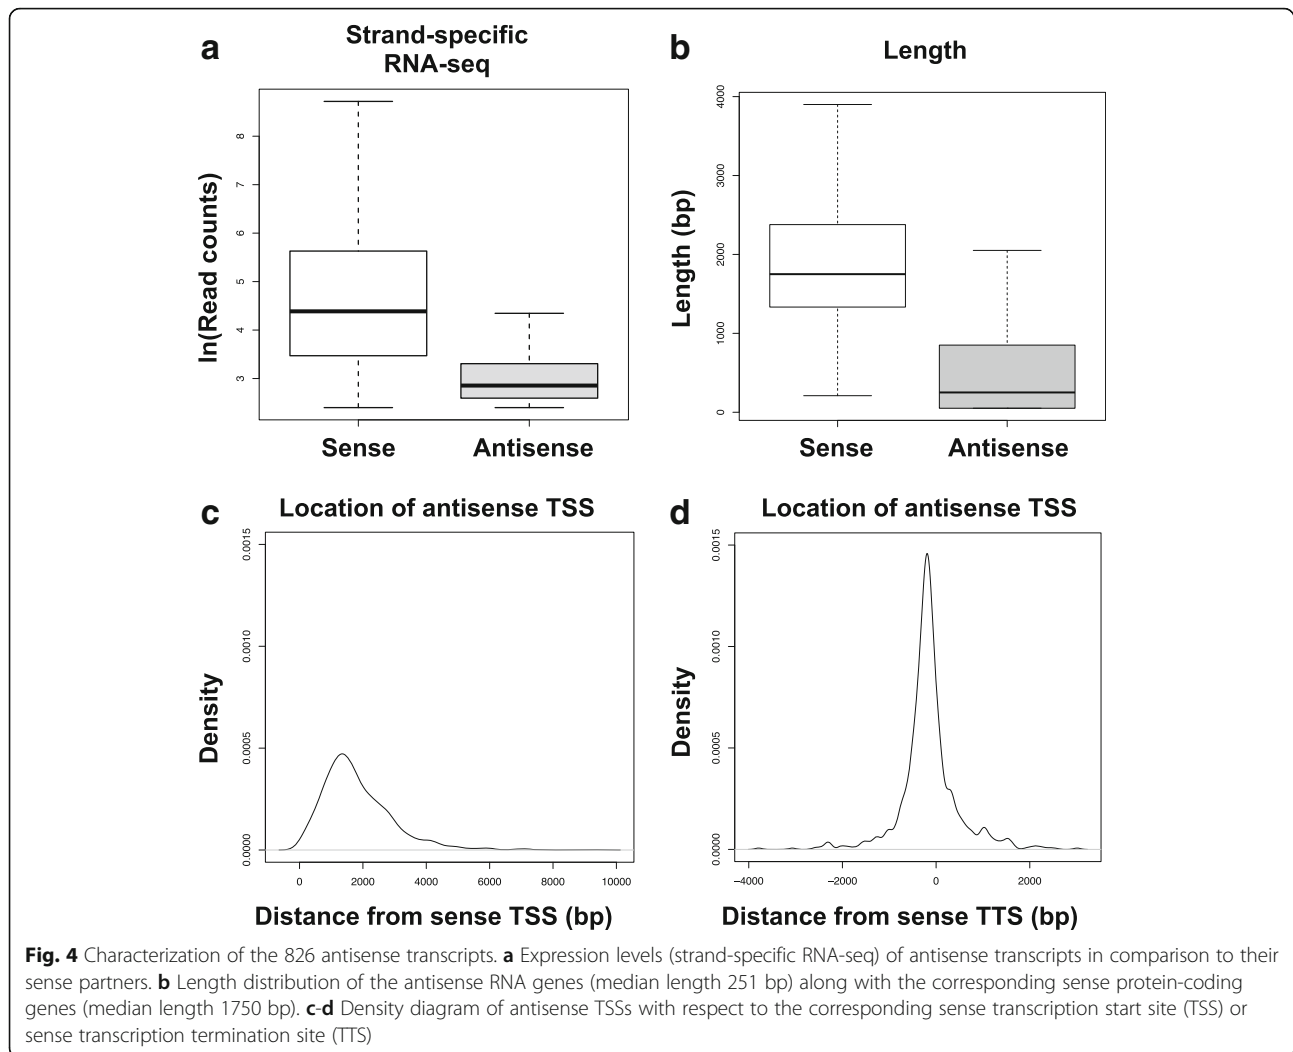 a
Strand-specific
RNA-seq
ln(Read counts)
8
7
6
5
4
3
Sense Antisense
b
Length
Length (bp)
4000
3000
2000
1000
0
Sense Antisense
c
Location of antisense TSS
Density
0.0015
0.0010
0.0005
0.0000
0 2000 4000 6000 8000 10000
Distance from sense TSS (bp)
d
Location of antisense TSS
Density
0.0015
0.0010
0.0005
0.0000
−4000 −2000 0 2000
Distance from sense TTS (bp)
Fig. 4 Characterization of the 826 antisense transcripts. a Expression levels (strand-specific RNA-seq) of antisense transcripts in comparison to their
sense partners. b Length distribution of the antisense RNA genes (median length 251 bp) along with the corresponding sense protein-coding
genes (median length 1750 bp). c-d Density diagram of antisense TSSs with respect to the corresponding sense transcription start site (TSS) or
sense transcription termination site (TTS)